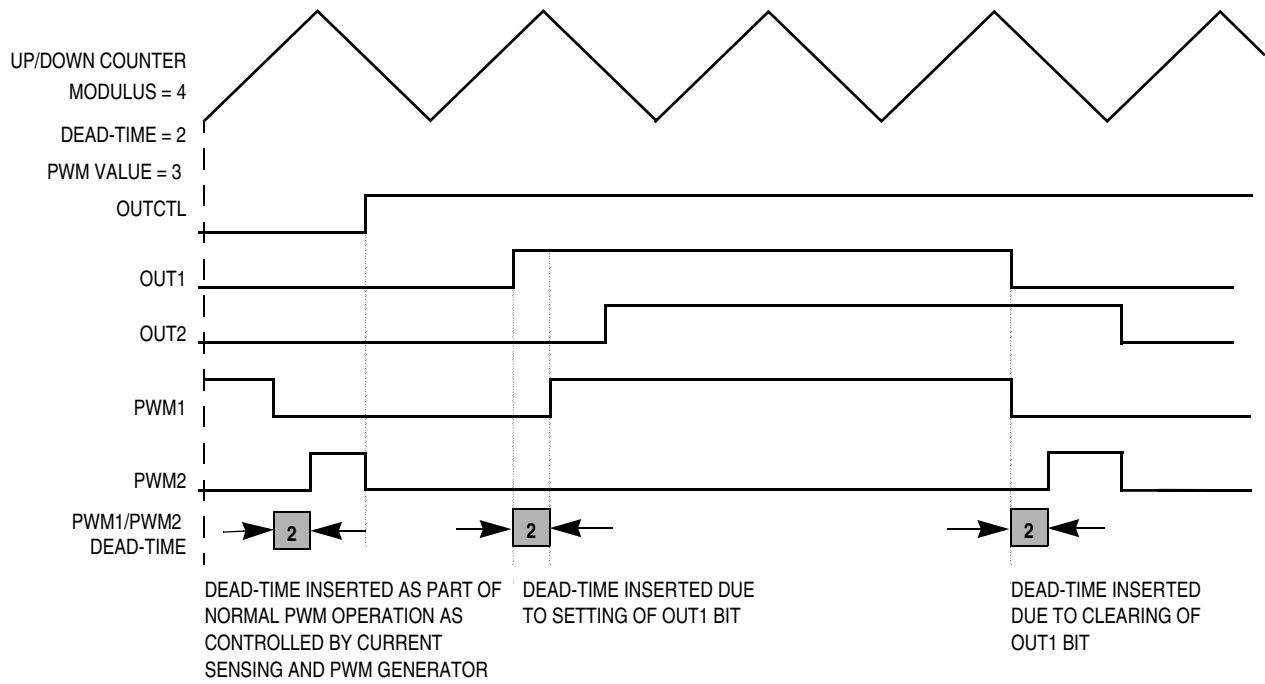 UP/DOWN COUNTER
MODULUS = 4
DEAD-TIME = 2
PWM VALUE = 3
OUTCTL
OUT1
OUT2
PWM1
PWM2
PWM1/PWM2
DEAD-TIME
2
2
2
DEAD-TIME INSERTED AS PART OF
NORMAL PWM OPERATION AS
CONTROLLED BY CURRENT
SENSING AND PWM GENERATOR
DEAD-TIME INSERTED DUE
TO SETTING OF OUT1 BIT
DEAD-TIME INSERTED
DUE TO CLEARING OF
OUT1 BIT